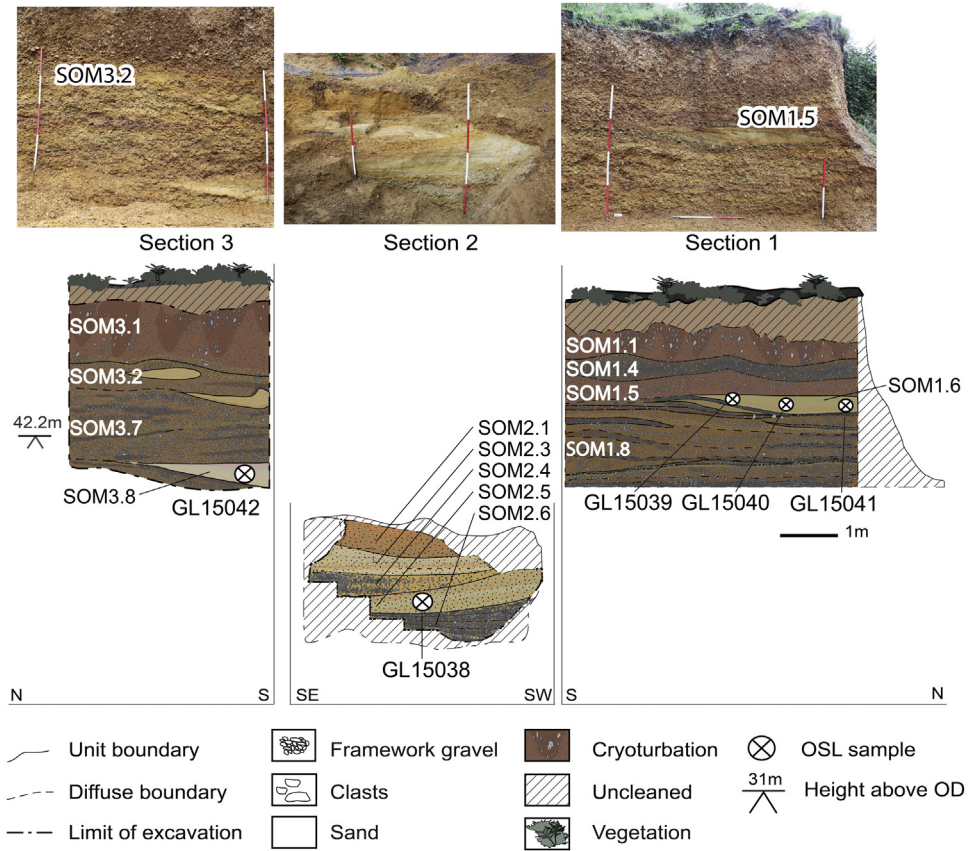 SOM3.2
SOM1.5
Section 3
Section 2
Section 1
SOM3.1
SOM3.2
SOM3.7
42.2m
SOM3.8
GL15042
SOM2.1
SOM2.3
SOM2.4
SOM2.5
SOM2.6
GL15038
SOM1.1
SOM1.4
SOM1.5
SOM1.6
SOM1.8
GL15039
GL15040
GL15041
1m
N
S
SE
SW
S
N
Unit boundary
Diffuse boundary
Limit of excavation
Framework gravel
Clasts
Sand
Cryoturbation
Uncleaned
Vegetation
OSL sample
31m
Height above OD